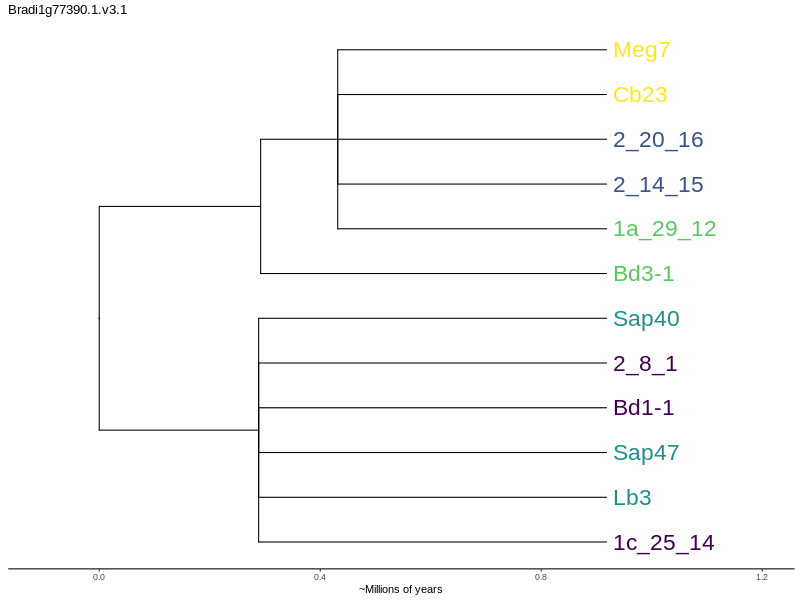 Bradi1g77390.1.v3.1
Meg7
Cb23
2_20_16
2_14_15
1a_29_12
Bd3-1
Sap40
2_8_1
Bd1-1
Sap47
Lb3
1c_25_14
0.0 0.4 0.8 1.2
~Millions of years